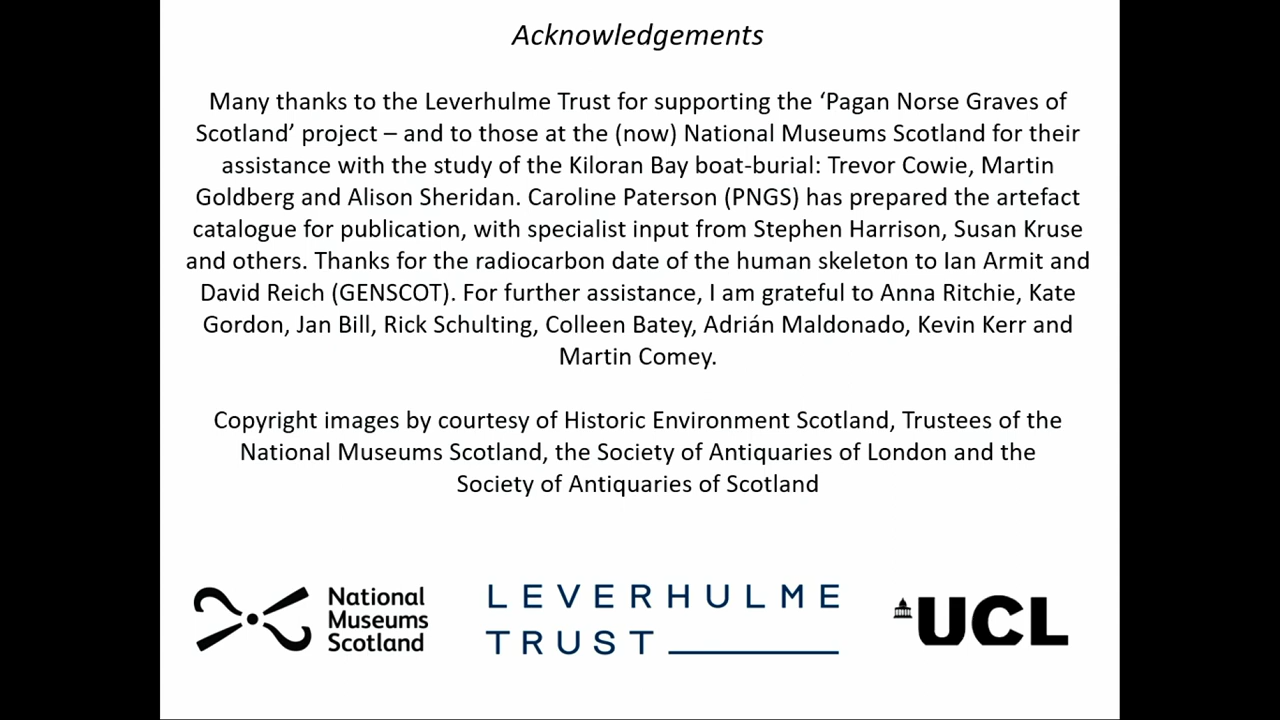 Acknowledgements
Many thanks to the Leverhulme Trust for supporting the ‘Pagan Norse Graves of
Scotland’ project – and to those at the (now) National Museums Scotland for their
assistance with the study of the Kiloran Bay boat-burial: Trevor Cowie, Martin
Goldberg and Alison Sheridan. Caroline Paterson (PNGS) has prepared the artefact
catalogue for publication, with specialist input from Stephen Harrison, Susan Kruse
and others. Thanks for the radiocarbon date of the human skeleton to Ian Armit and
David Reich (GENSCOT). For further assistance, I am grateful to Anna Ritchie, Kate
Gordon, Jan Bill, Rick Schulting, Colleen Batey, Adrián Maldonado, Kevin Kerr and
Martin Comey.
Copyright images by courtesy of Historic Environment Scotland, Trustees of the
National Museums Scotland, the Society of Antiquaries of London and the
Society of Antiquaries of Scotland
National
Museums
Scotland
LEVERHULME
TRUST
UCL